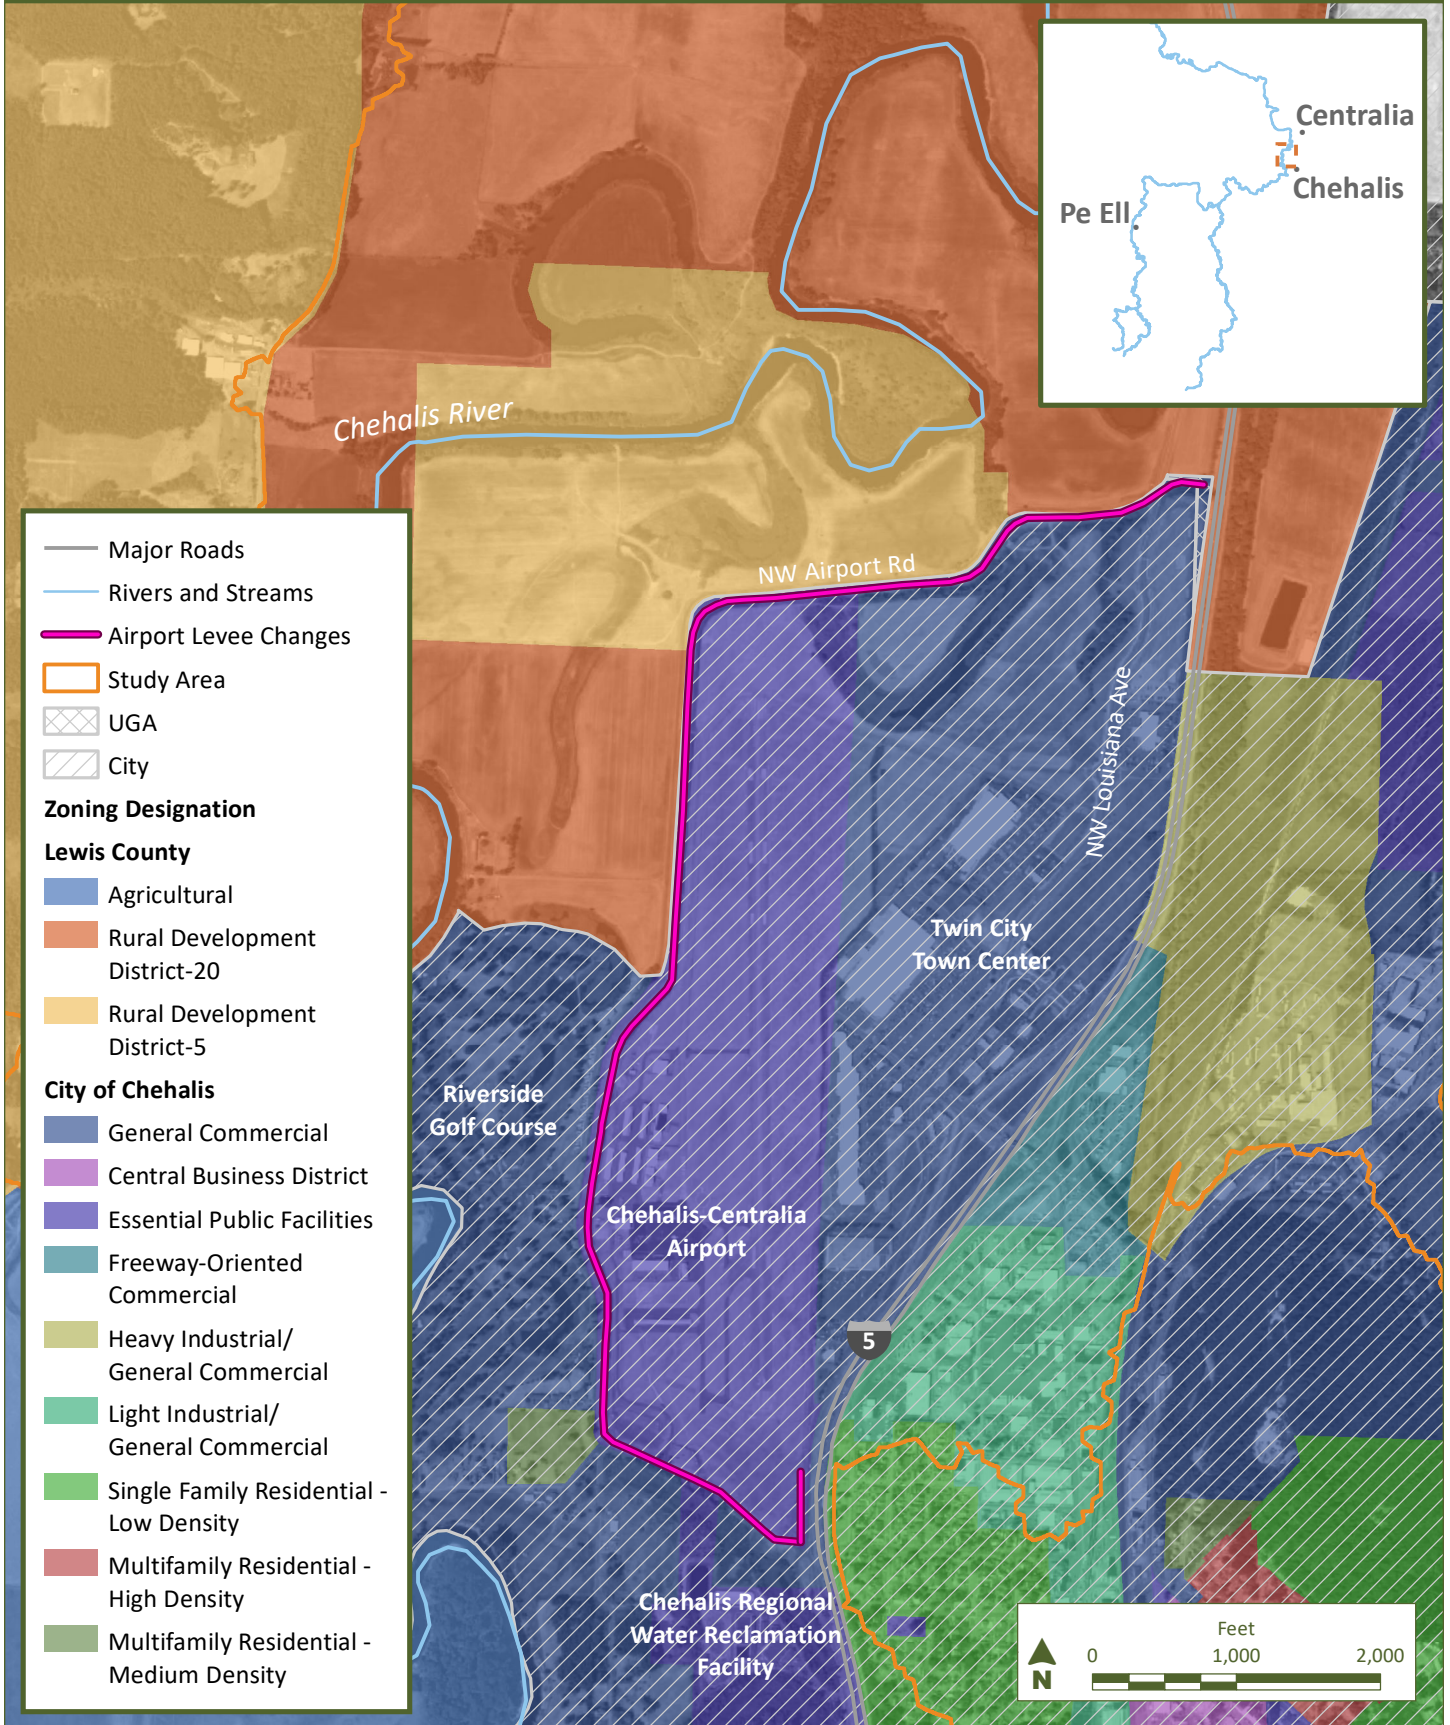 Centralia
Chehalis
Pe Ell
Chehalis River
NW Airport Rd
NW Louisiana Ave
Twin City
Town Center
Riverside
Golf Course
Chehalis-Centralia
Airport
5
Chehalis Regional
Water Reclamation
Facility
Major Roads
Rivers and Streams
Airport Levee Changes
Study Area
UGA
City
Zoning Designation
Lewis County
Agricultural
Rural Development
District-20
Rural Development
District-5
City of Chehalis
General Commercial
Central Business District
Essential Public Facilities
Freeway-Oriented
Commercial
Heavy Industrial/
General Commercial
Light Industrial/
General Commercial
Single Family Residential -
Low Density
Multifamily Residential -
High Density
Multifamily Residential -
Medium Density
N
Feet
0 1,000 2,000